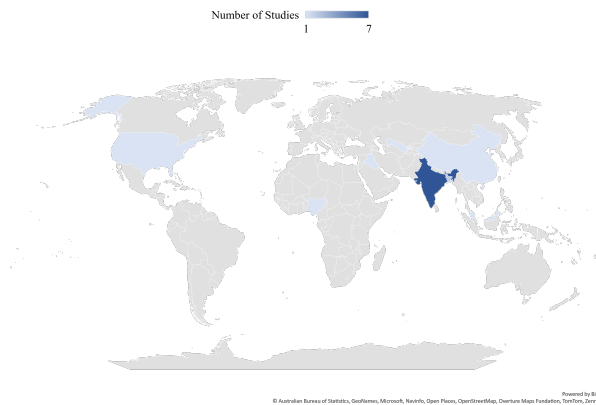 Number of Studies
1 7
Powered by Bi
© Australian Bureau of Statistics, GeoNames, Microsoft, Navinfo, Open Places, OpenStreetMap, Overture Maps Fundation, TomTom, Zenr